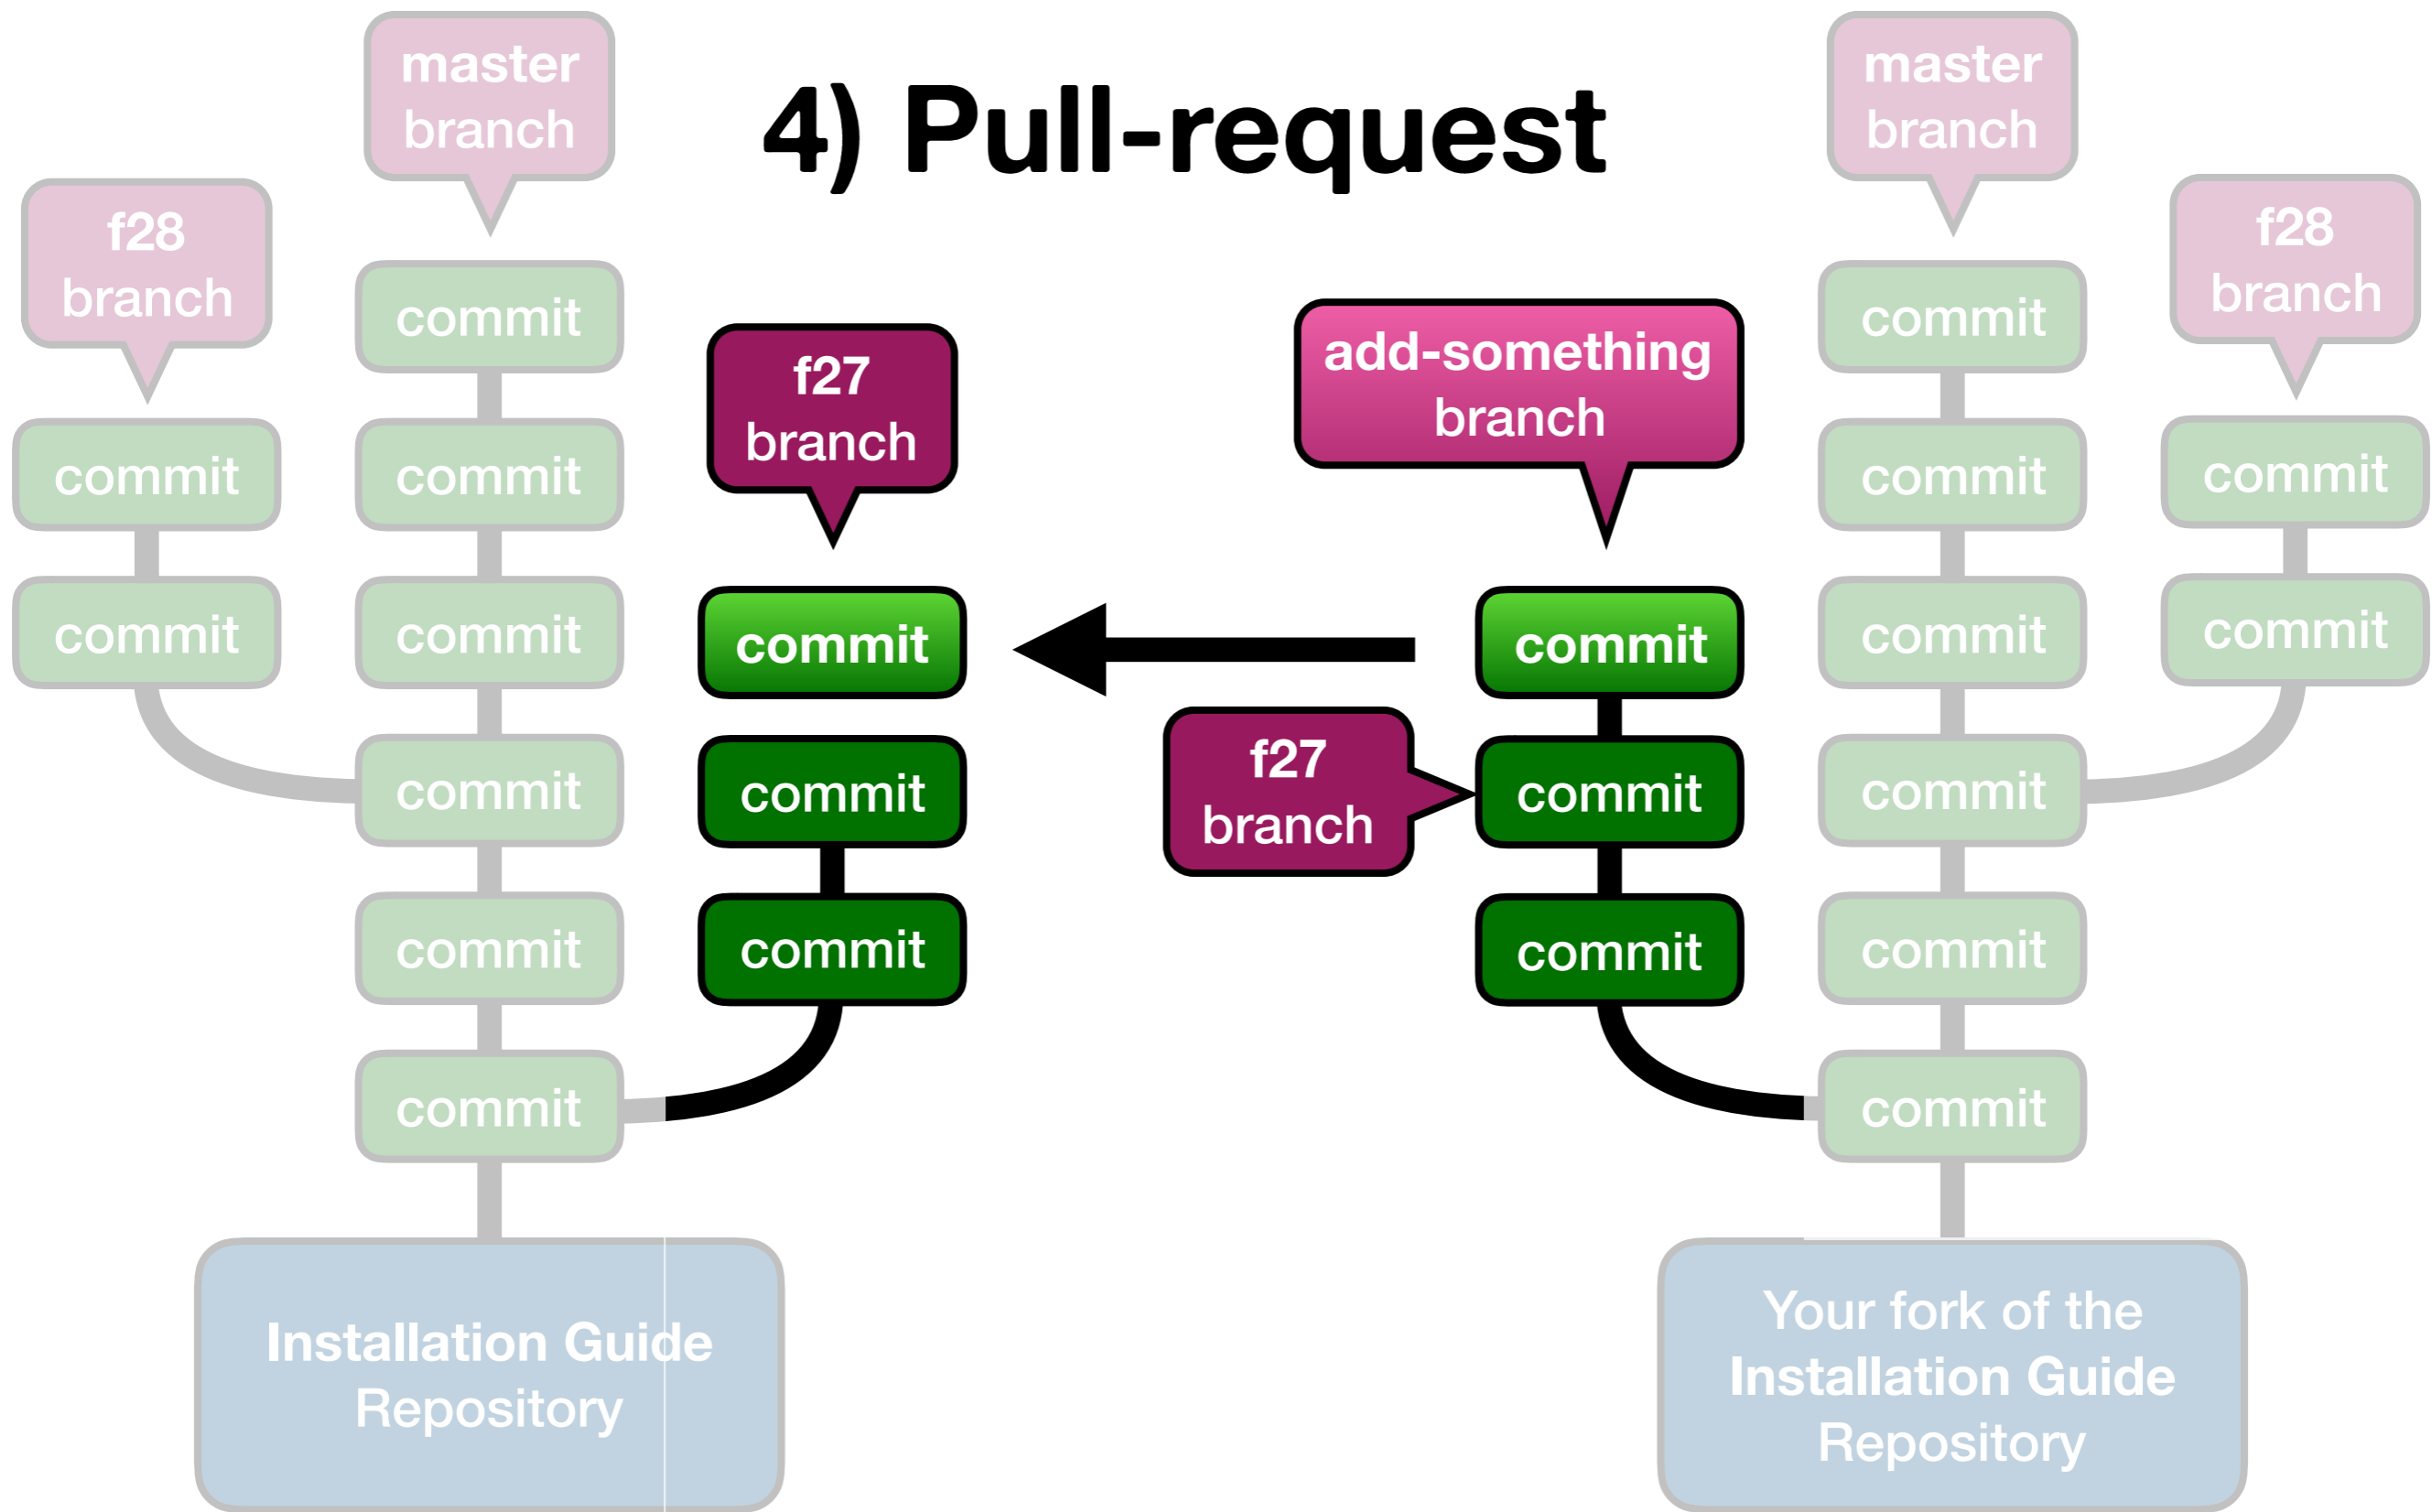 4) Pull-request
master
branch
f28
branch
commit
commit
commit
commit
commit
commit
commit
commit
f27
branch
commit
commit
commit
Installation Guide
Repository
add-something
branch
commit
f27
branch
commit
commit
master
branch
commit
commit
commit
commit
commit
commit
f28
branch
commit
commit
Your fork of the
Installation Guide
Repository